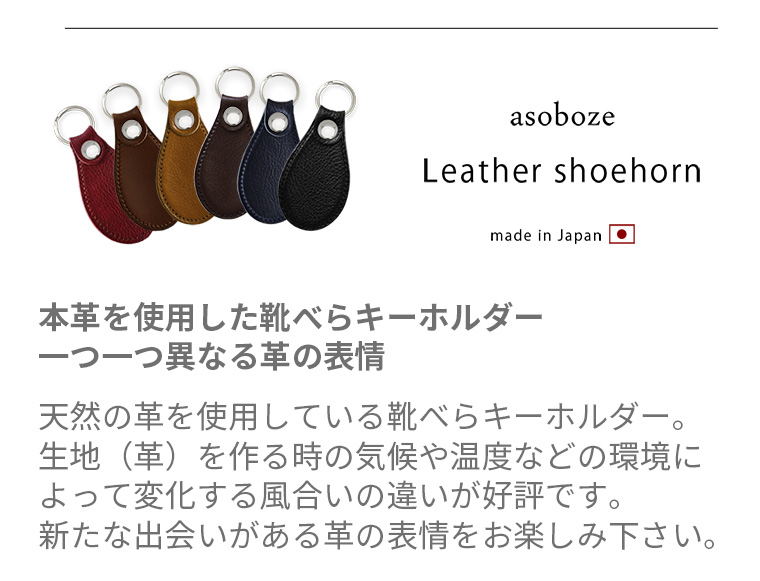 asoboze
Leather shoehorn
made in Japan
本革を使用した靴べらキーホルダー
一つ一つ異なる革の表情
天然の革を使用している靴べらキーホルダー。
生地（革）を作る時の気候や温度などの環境に
よって変化する風合いの違いが好評です。
新たな出会いがある革の表情をお楽しみ下さい。